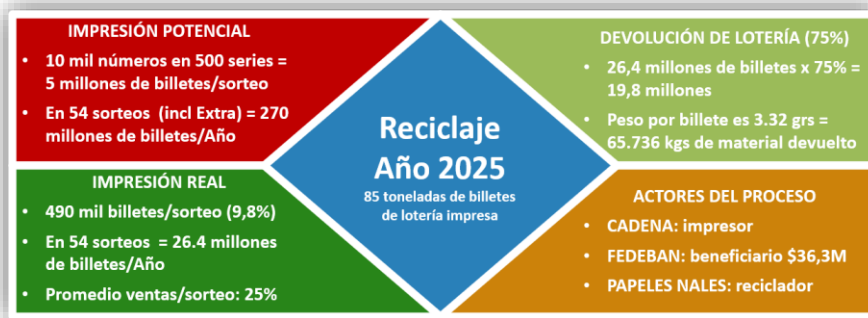 IMPRESIÓN POTENCIAL
• 10 mil números en 500 series =
5 millones de billetes/sorteo
• En 54 sorteos (incl Extra) = 270
millones de billetes/Año
DEVOLUCIÓN DE LOTERÍA (75%)
• 26,4 millones de billetes x 75% =
19,8 millones
• Peso por billete es 3.32 grs =
65.736 kgs de material devuelto
Reciclaje
Año 2025
85 toneladas de billetes
de lotería impresa
IMPRESIÓN REAL
• 490 mil billetes/sorteo (9,8%)
• En 54 sorteos = 26.4 millones
de billetes/Año
• Promedio ventas/sorteo: 25%
ACTORES DEL PROCESO
• CADENA: impresor
• FEDEBAN: beneficiario $36,3M
• PAPELES NALES: reciclador